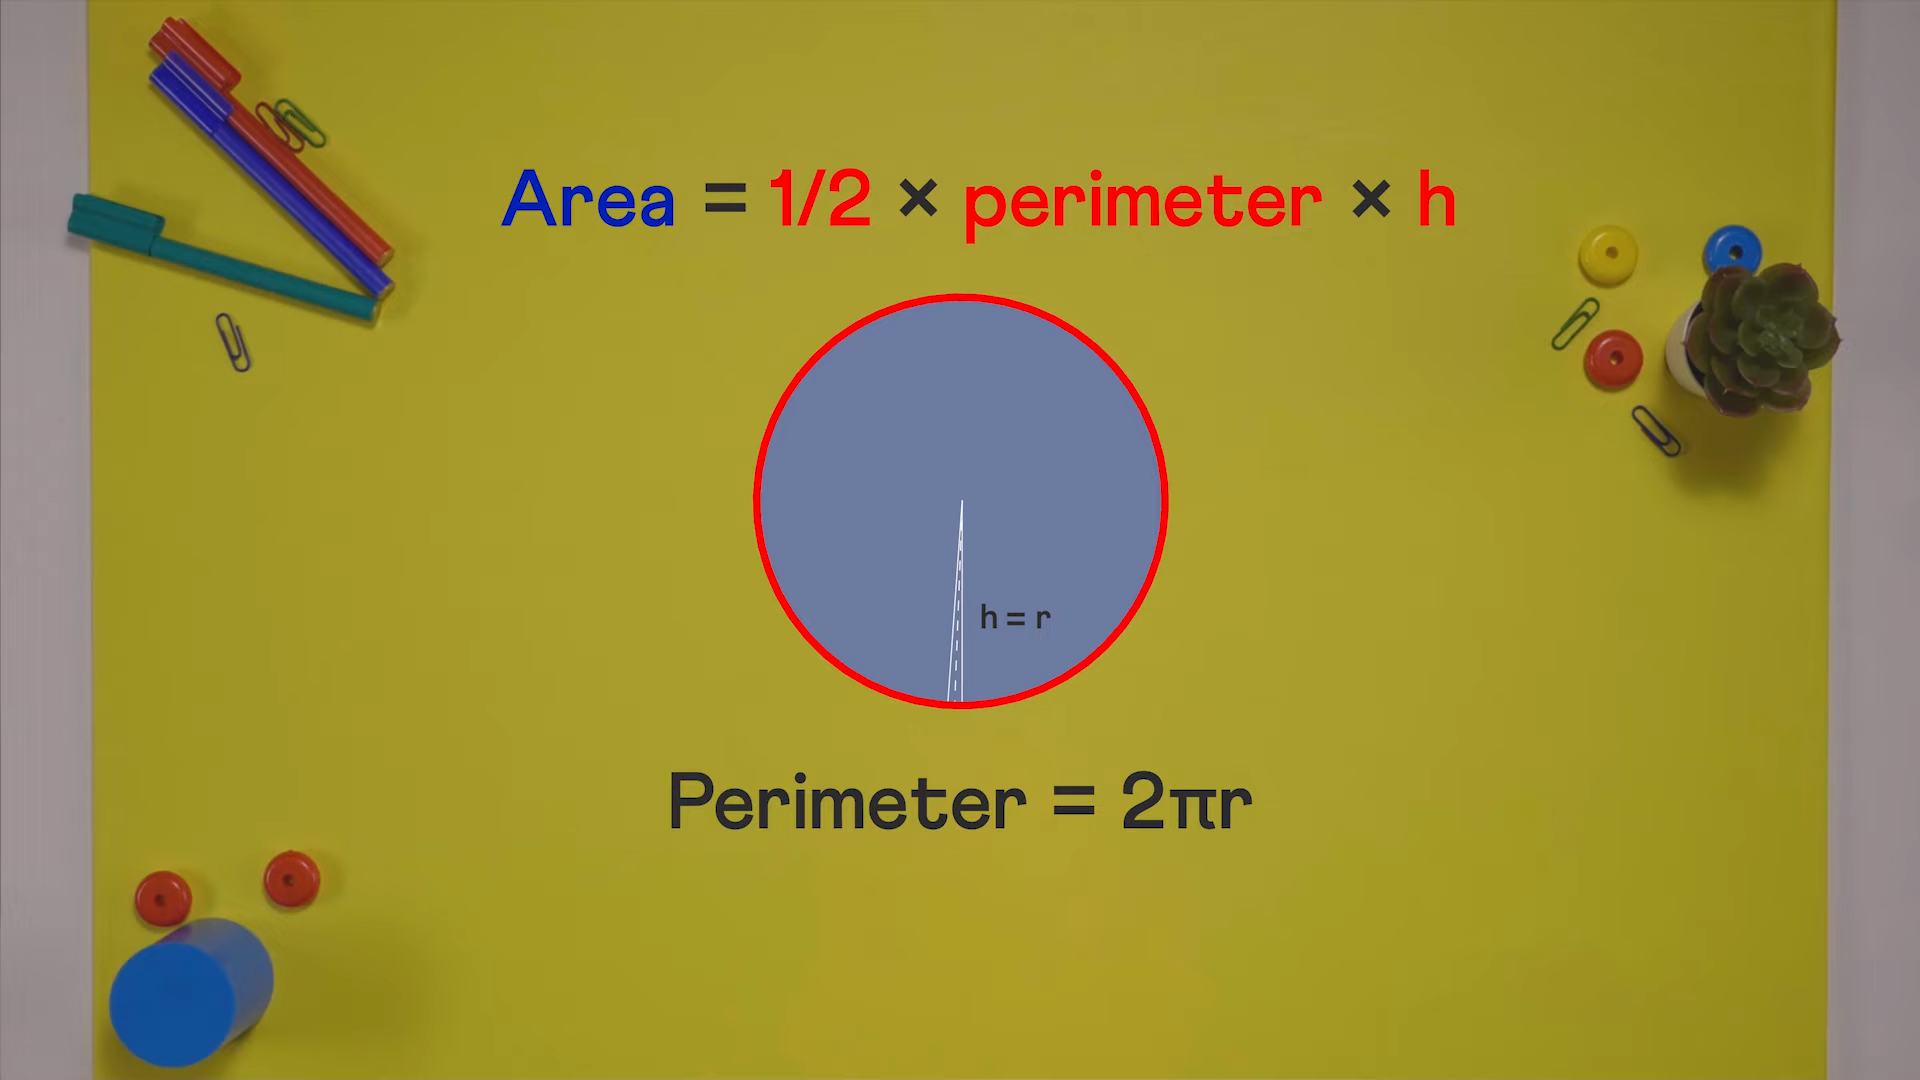 Area = 1/2 × perimeter × h
h = r
Perimeter = 2πr